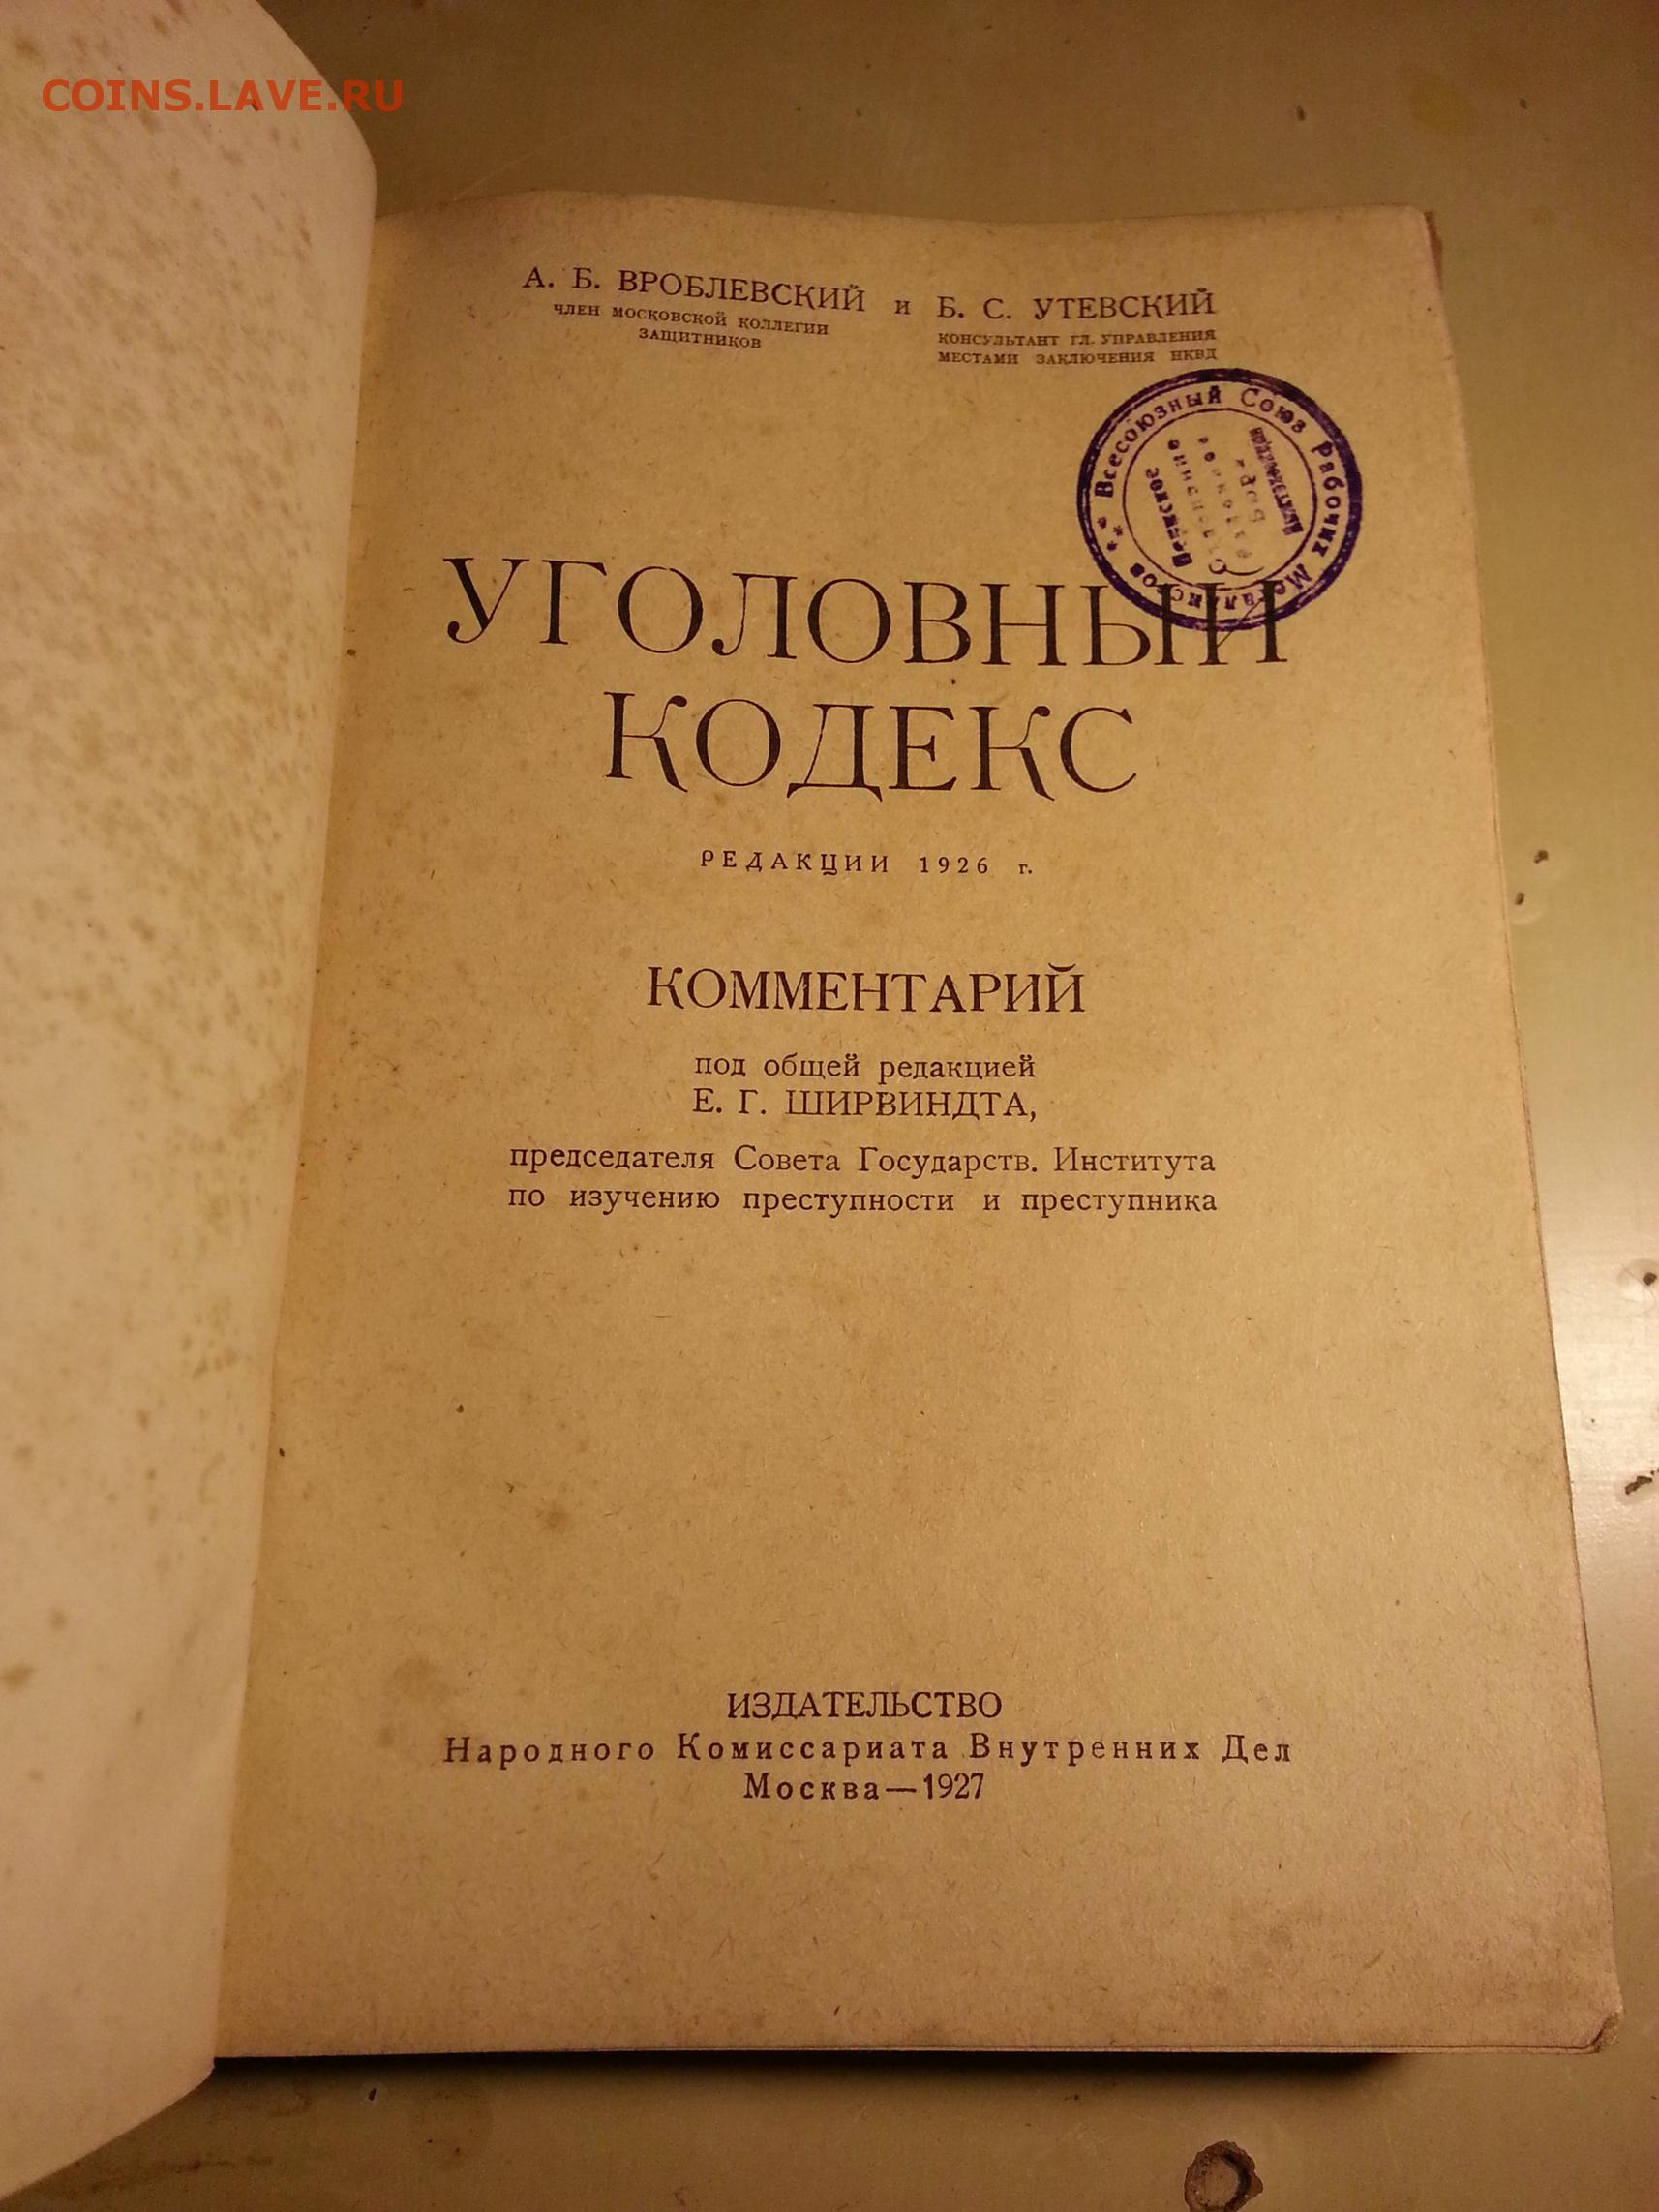 COINS.LAVE.RU
А. Б. ВРОБЛЕВСКИЙ и Б. С. УТЕВСКИЙ
ЧЛЕН МОСКОВСКОЙ КОЛЛЕГИИ
ЗАЩИТНИКОВ
КОНСУЛЬТАНТ ГЛ. УПРАВЛЕНИЯ
МЕСТАМИ ЗАКЛЮЧЕНИЯ НКВД
Всесоюзный Союз Рабочих Металлистов
УГОЛОВНЫЙ
КОДЕКС
РЕДАКЦИИ 1926 г.
КОММЕНТАРИЙ
под общей редакцией
Е. Г. ШИРВИНДТА,
председателя Совета Государств. Института
по изучению преступности и преступника
ИЗДАТЕЛЬСТВО
Народного Комиссариата Внутренних Дел
Москва—1927